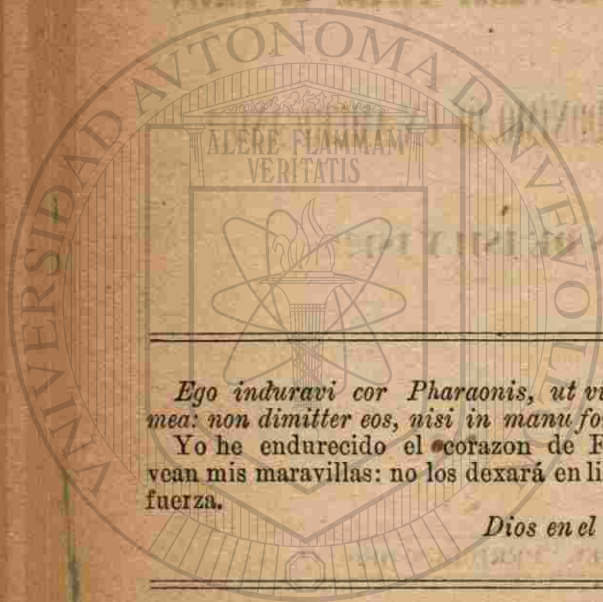 UNIVERSIDAD AUTONOMA DE NUEVO
ALERE FLAMMAM
VERITATIS
Ego induravi cor Pharaonis, ut vi
mea: non dimitter eos, nisi in manu fo
Yo he endurecido el corazon de F
vean mis maravillas: no los dexará en li
fuerza.
Dios en el